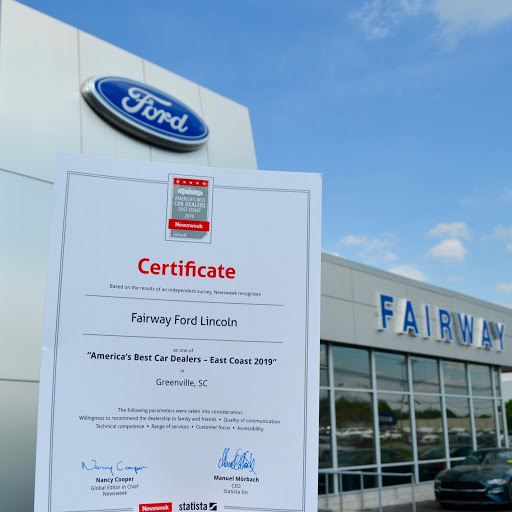 Ford
AMERICA'S BEST
CAR DEALERS
EAST COAST
2019
Newsweek
Certificate
Based on the results of an independent survey, Newsweek recognizes
Fairway Ford Lincoln
as one of
“America's Best Car Dealers – East Coast 2019”
in
Greenville, SC
The following parameters were taken into consideration:
Willingness to recommend the dealership to family and friends • Quality of communication
Technical competence • Range of services • Customer focus • Accessibility
Nancy Cooper
Nancy Cooper
Global Editor in Chief
Newsweek
Manuel Mörbach
CEO
Statista Inc
Newsweek
statista
FAIRWAY